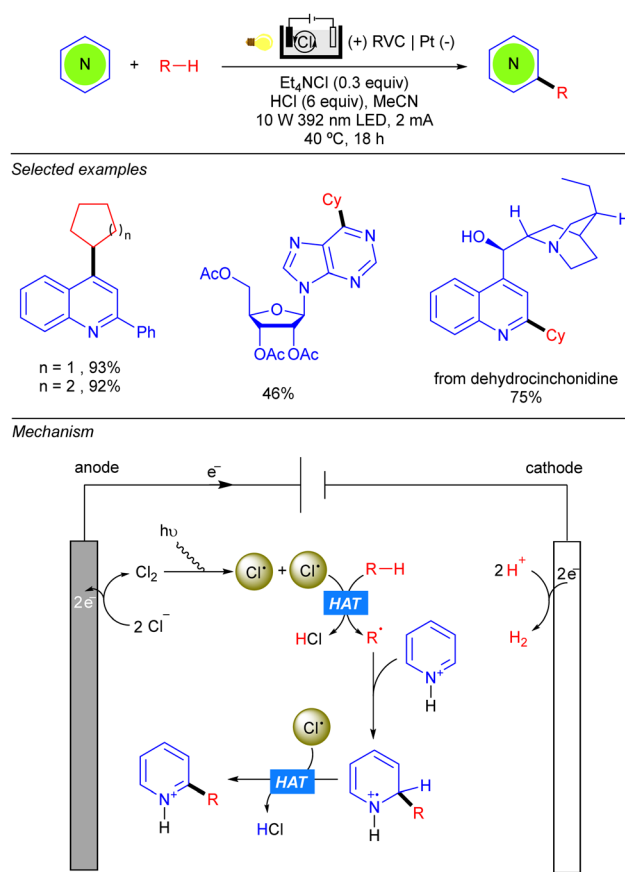 Cl
(+) RVC | Pt (-)
N + R−H N R
Et₄NCl (0.3 equiv)
HCl (6 equiv), MeCN
10 W 392 nm LED, 2 mA
40 ºC, 18 h
Selected examples
( )n
N Ph
n = 1 , 93%
n = 2 , 92%
Cy
N N
N N
AcO O
OAc OAc
46%
H H
HO N
N Cy
from dehydrocinchonidine
75%
Mechanism
anode e⁻ cathode
hυ
Cl₂ Cl• + Cl• R−H 2 H⁺
2e⁻ HAT 2e⁻
2 Cl⁻ HCl R• H₂
N⁺
H
Cl•
H
N⁺ R HAT +• N R
H HCl H